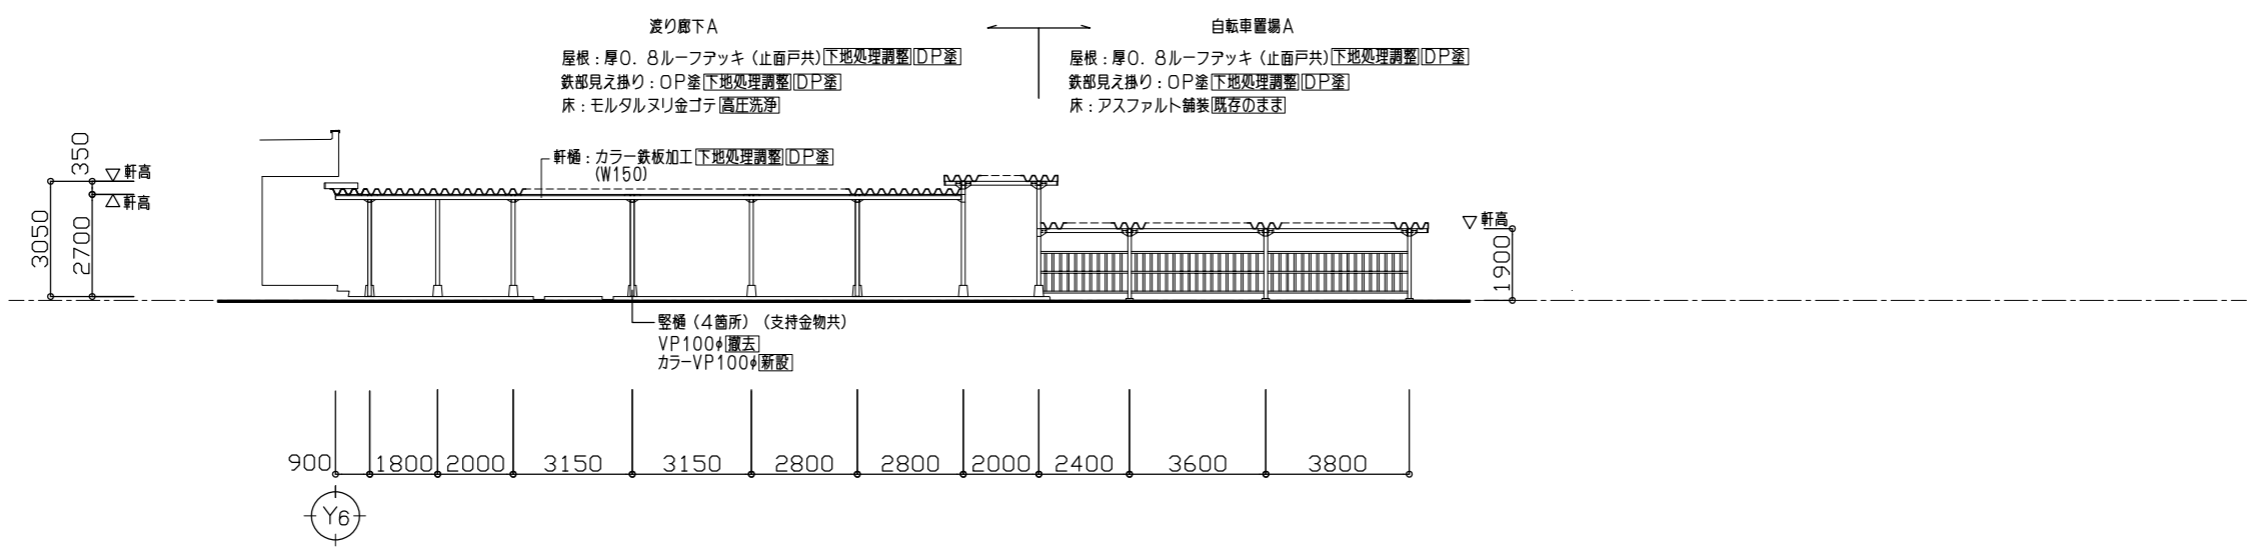 渡り廊下A
屋根：厚0．8ルーフデッキ（止面戸共）下地処理調整 DP塗
鉄部見え掛り：OP塗 下地処理調整 DP塗
床：モルタルヌリ金ゴテ 高圧洗浄
自転車置場A
屋根：厚0．8ルーフデッキ（止面戸共）下地処理調整 DP塗
鉄部見え掛り：OP塗 下地処理調整 DP塗
床：アスファルト舗装 既存のまま
軒樋：カラー鉄板加工 下地処理調整 DP塗
(W150)
350
軒高
軒高
3050
2700
軒高
1900
竪樋（4箇所）（支持金物共）
VP100φ 撤去
カラーVP100φ 新設
900 1800 2000 3150 3150 2800 2800 2000 2400 3600 3800
Y6